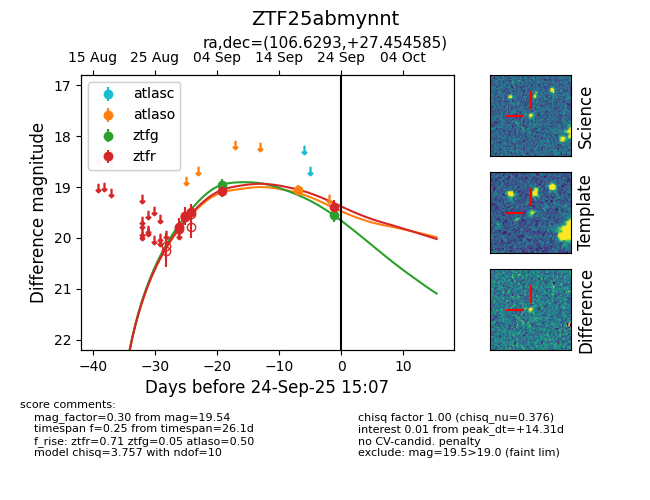 ZTF25abmynnt
ra,dec=(106.6293,+27.454585)
15 Aug 25 Aug 04 Sep 14 Sep 24 Sep 04 Oct
17
18
19
20
21
22
Difference magnitude
atlasc
atlaso
ztfg
ztfr
−40 −30 −20 −10 0 10
Days before 24-Sep-25 15:07
Science
Template
Difference
score comments:
mag_factor=0.30 from mag=19.54
timespan f=0.25 from timespan=26.1d
f_rise: ztfr=0.71 ztfg=0.05 atlaso=0.50
model chisq=3.757 with ndof=10
chisq factor 1.00 (chisq_nu=0.376)
interest 0.01 from peak_dt=+14.31d
no CV-candid. penalty
exclude: mag=19.5>19.0 (faint lim)